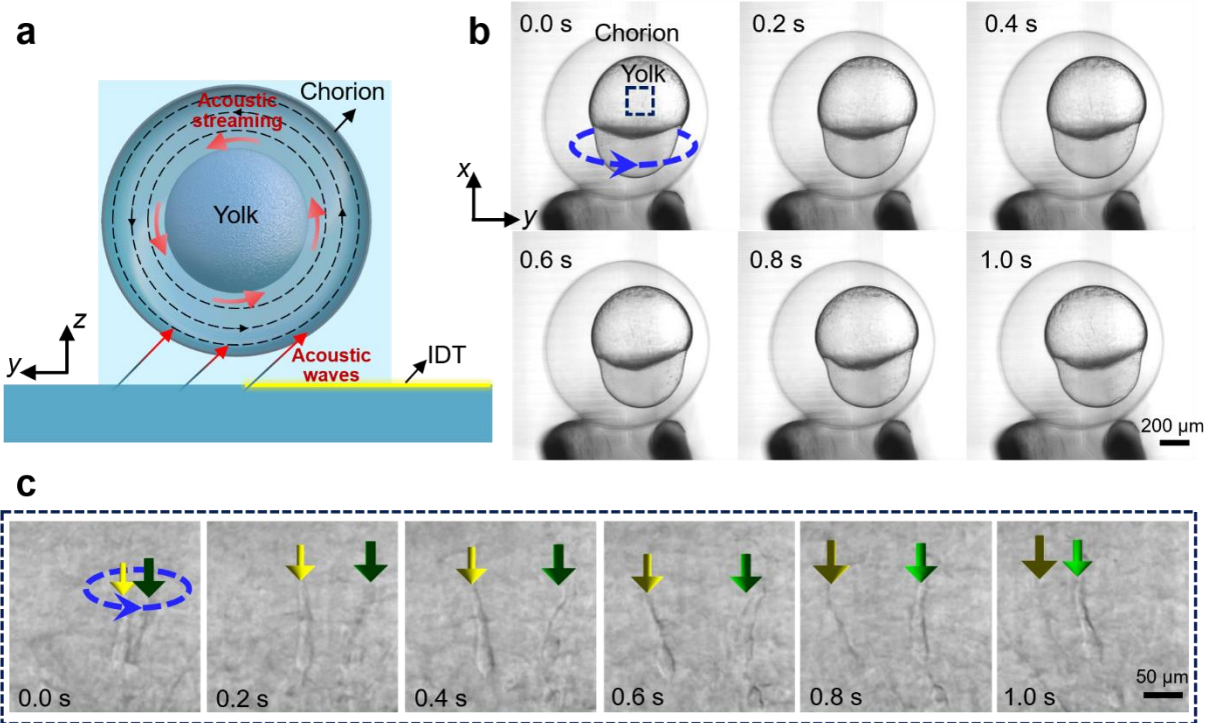 a
Acoustic
streaming
Chorion
Yolk
z
y
Acoustic
waves
IDT
b
0.0 s
Chorion
Yolk
x
y
0.2 s
0.4 s
0.6 s
0.8 s
1.0 s
200 μm
c
0.0 s
0.2 s
0.4 s
0.6 s
0.8 s
1.0 s
50 μm